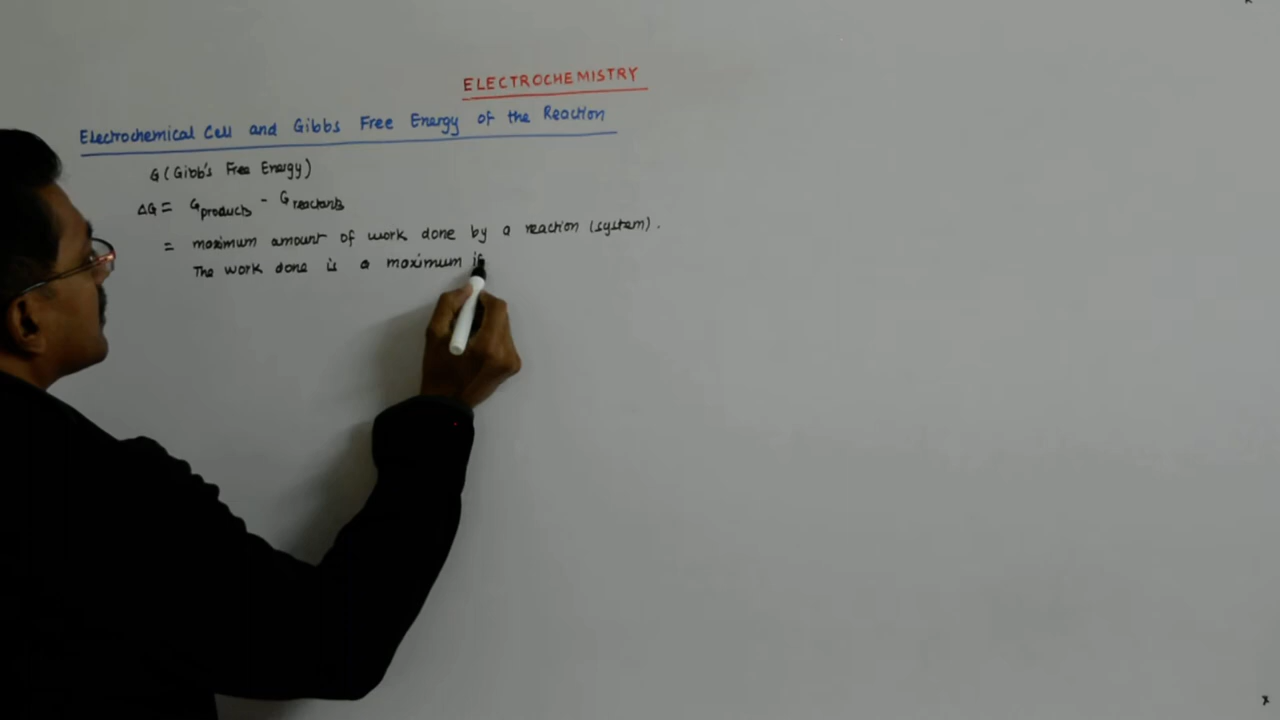 ELECTROCHEMISTRY
Electrochemical Cell and Gibbs Free Energy of the Reaction
G (Gibb's Free Energy)
ΔG = Gproducts - Greactants
= maximum amount of work done by a reaction (system).
The work done is a maximum if